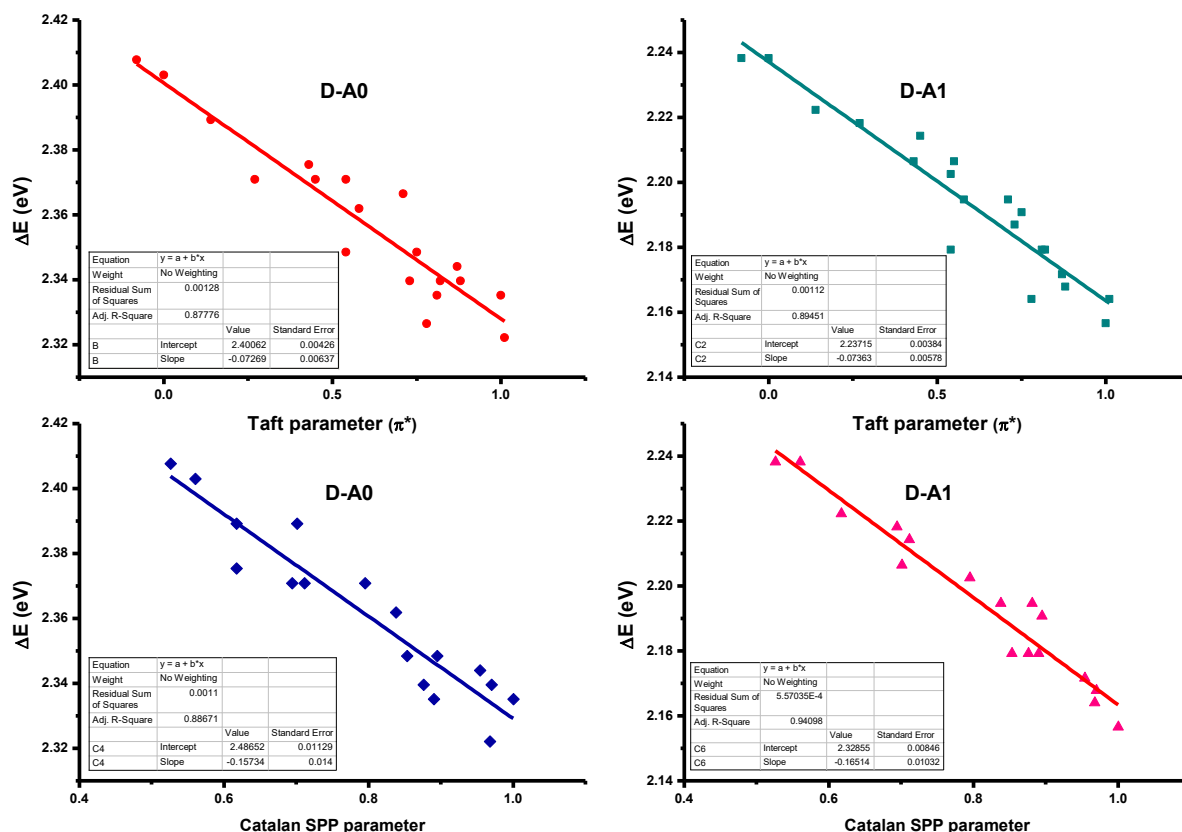 2.42
2.40
2.38
2.36
2.34
2.32
ΔE (eV)
D-A0
Equation y = a + b*x
Weight No Weighting
Residual Sum of Squares 0.00128
Adj. R-Square 0.87776
Value Standard Error
B Intercept 2.40062 0.00426
B Slope -0.07269 0.00637
0.0 0.5 1.0
Taft parameter (π*)
2.24
2.22
2.20
2.18
2.16
2.14
ΔE (eV)
D-A1
Equation y = a + b*x
Weight No Weighting
Residual Sum of Squares 0.00112
Adj. R-Square 0.89451
Value Standard Error
C2 Intercept 2.23715 0.00384
C2 Slope -0.07363 0.00578
0.0 0.5 1.0
Taft parameter (π*)
2.42
2.40
2.38
2.36
2.34
2.32
ΔE (eV)
D-A0
Equation y = a + b*x
Weight No Weighting
Residual Sum of Squares 0.0011
Adj. R-Square 0.88671
Value Standard Error
C4 Intercept 2.48652 0.01129
C4 Slope -0.15734 0.014
0.4 0.6 0.8 1.0
Catalan SPP parameter
2.24
2.22
2.20
2.18
2.16
2.14
ΔE (eV)
D-A1
Equation y = a + b*x
Weight No Weighting
Residual Sum of Squares 5.57035E-4
Adj. R-Square 0.94098
Value Standard Error
C6 Intercept 2.32855 0.00846
C6 Slope -0.16514 0.01032
0.4 0.6 0.8 1.0
Catalan SPP parameter